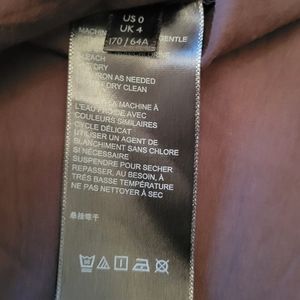 US 0
UK 4
170 / 64A
MACHIN GENTLE
BLEACH
DRY
IRON AS NEEDED
DRY CLEAN
MACHINE À
L'EAU FROIDE AVEC
COULEURS SIMILAIRES
CYCLE DÉLICAT
UTILISER UN AGENT DE
BLANCHIMENT SANS CHLORE
SI NÉCESSAIRE
SUSPENDRE POUR SÉCHER
REPASSER, AU BESOIN, À
TRÈS BASSE TEMPÉRATURE
NE PAS NETTOYER À SEC
悬挂晾干